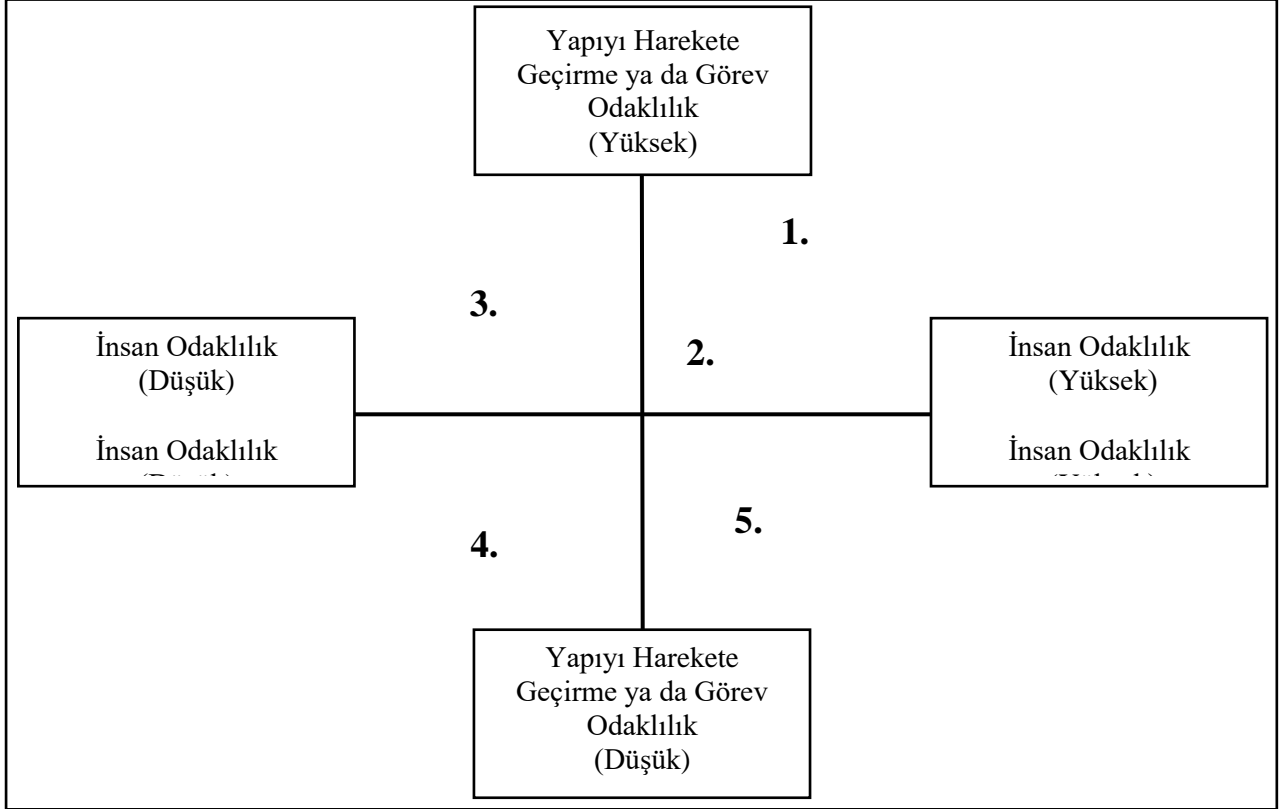 Yapıyı Harekete
Geçirme ya da Görev
Odaklılık
(Yüksek)
1.
3.
2.
İnsan Odaklılık
(Düşük)
İnsan Odaklılık
İnsan Odaklılık
(Yüksek)
İnsan Odaklılık
5.
4.
Yapıyı Harekete
Geçirme ya da Görev
Odaklılık
(Düşük)